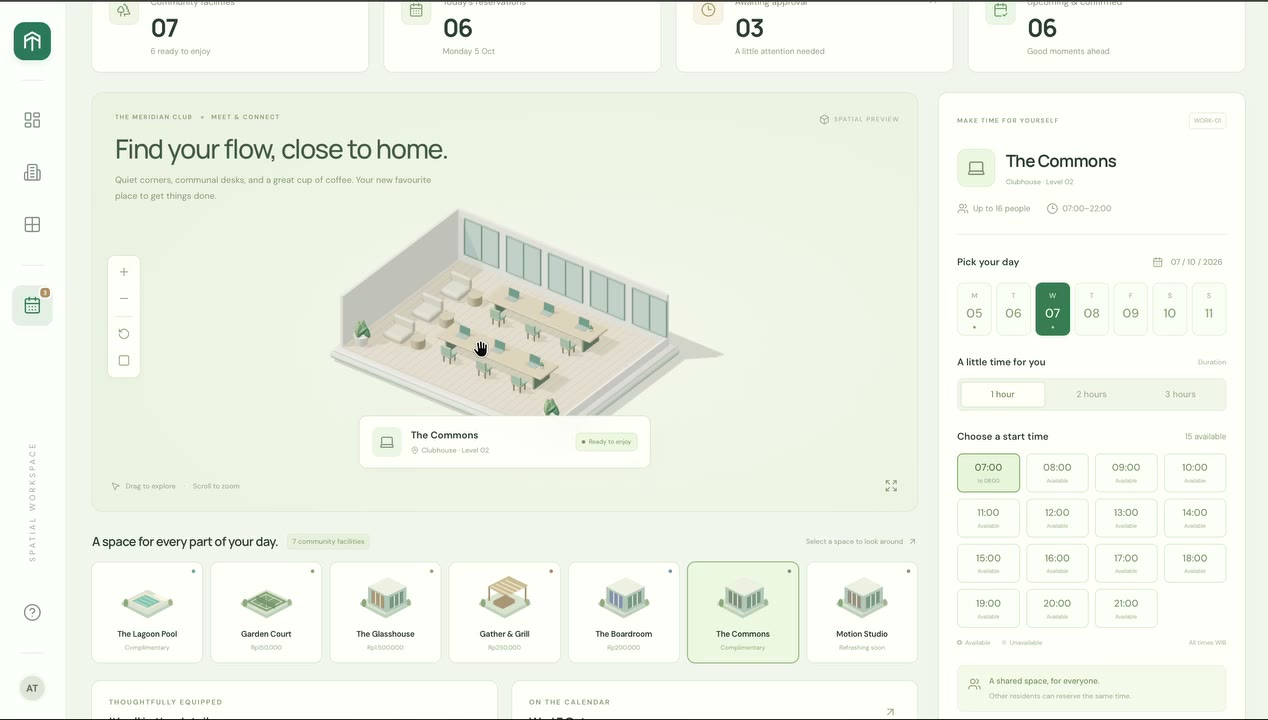 Community facilities
07
6 ready to enjoy
Today's reservations
06
Monday 5 Oct
Awaiting approval
03
A little attention needed
Upcoming & confirmed
06
Good moments ahead
3
SPATIAL WORKSPACE
AT
THE MERIDIAN CLUB • MEET & CONNECT
SPATIAL PREVIEW
Find your flow, close to home.
Quiet corners, communal desks, and a great cup of coffee. Your new favourite
place to get things done.
The Commons
Clubhouse · Level 02
Ready to enjoy
Drag to explore · Scroll to zoom
A space for every part of your day.
7 community facilities
Select a space to look around
The Lagoon Pool
Complimentary
Garden Court
Rp150.000
The Glasshouse
Rp1.500.000
Gather & Grill
Rp250.000
The Boardroom
Rp200.000
The Commons
Complimentary
Motion Studio
Refreshing soon
THOUGHTFULLY EQUIPPED
ON THE CALENDAR
MAKE TIME FOR YOURSELF
WORK-01
The Commons
Clubhouse · Level 02
Up to 16 people
07:00–22:00
Pick your day
07 / 10 / 2026
M T W T F S S
05 06 07 08 09 10 11
A little time for you
Duration
1 hour 2 hours 3 hours
Choose a start time
15 available
07:00 08:00 09:00 10:00
to 08:00 Available Available Available
11:00 12:00 13:00 14:00
Available Available Available Available
15:00 16:00 17:00 18:00
Available Available Available Available
19:00 20:00 21:00
Available Available Available
Available Unavailable
All times WIB
A shared space, for everyone.
Other residents can reserve the same time.